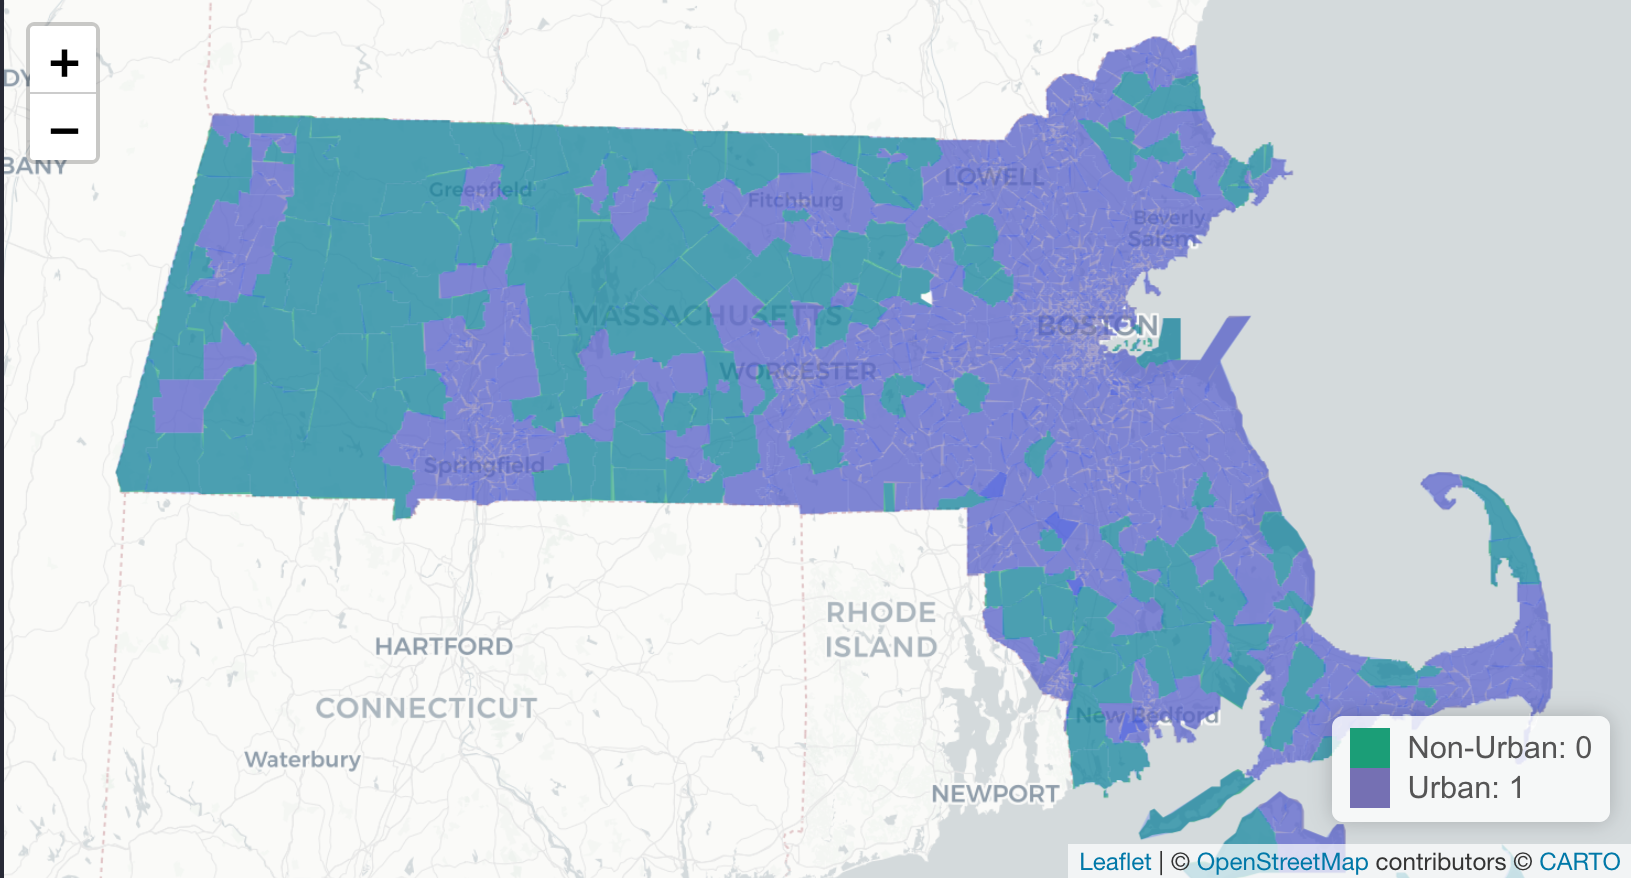 +
−
DY
BANY
Greenfield
Fitchburg
LOWELL
Beverly
Salem
MASSACHUSETTS
BOSTON
WORCESTER
Springfield
RHODE
ISLAND
HARTFORD
CONNECTICUT
New Bedford
Waterbury
NEWPORT
Non-Urban: 0
Urban: 1
Leaflet | © OpenStreetMap contributors © CARTO